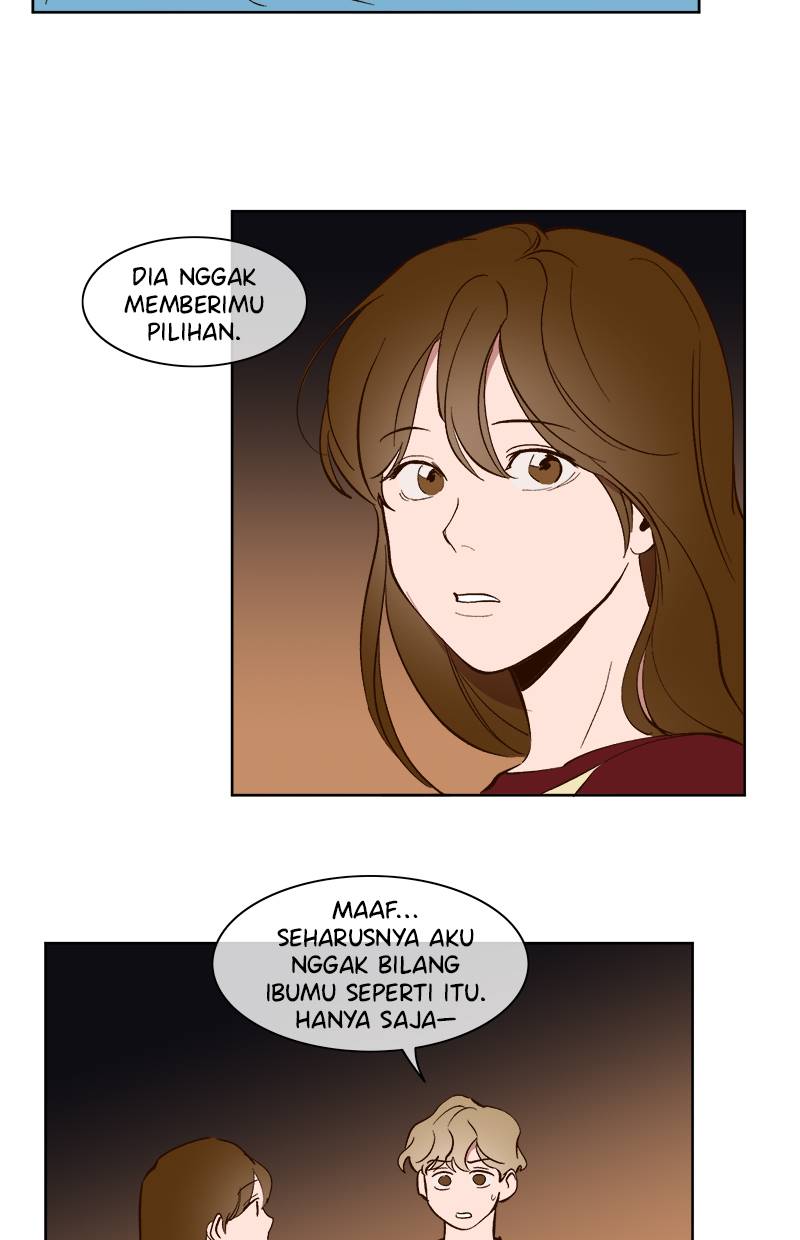 DIA NGGAK
MEMBERIMU
PILIHAN.
MAAF...
SEHARUSNYA AKU
NGGAK BILANG
IBUMU SEPERTI ITU.
HANYA SAJA—